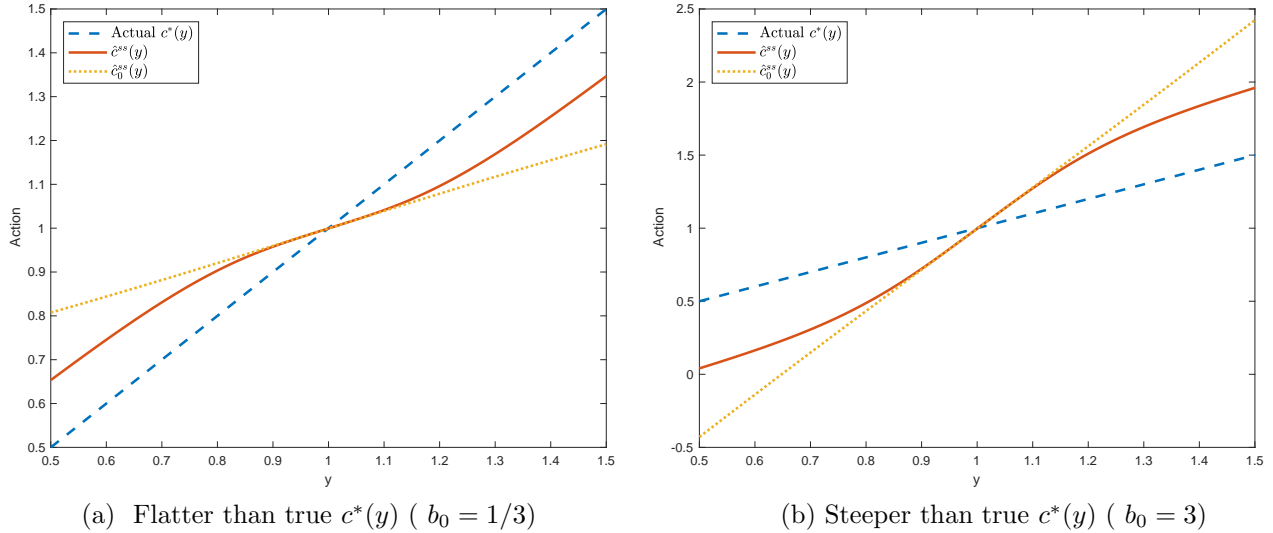 Actual c*(y)
ĉ^{ss}(y)
ĉ_0^{ss}(y)
1.5
1.4
1.3
1.2
1.1
1
0.9
0.8
0.7
0.6
0.5
Action
0.5 0.6 0.7 0.8 0.9 1 1.1 1.2 1.3 1.4 1.5
y
(a) Flatter than true c*(y) ( b_0 = 1/3)
Actual c*(y)
ĉ^{ss}(y)
ĉ_0^{ss}(y)
2.5
2
1.5
1
0.5
0
-0.5
Action
0.5 0.6 0.7 0.8 0.9 1 1.1 1.2 1.3 1.4 1.5
y
(b) Steeper than true c*(y) ( b_0 = 3)